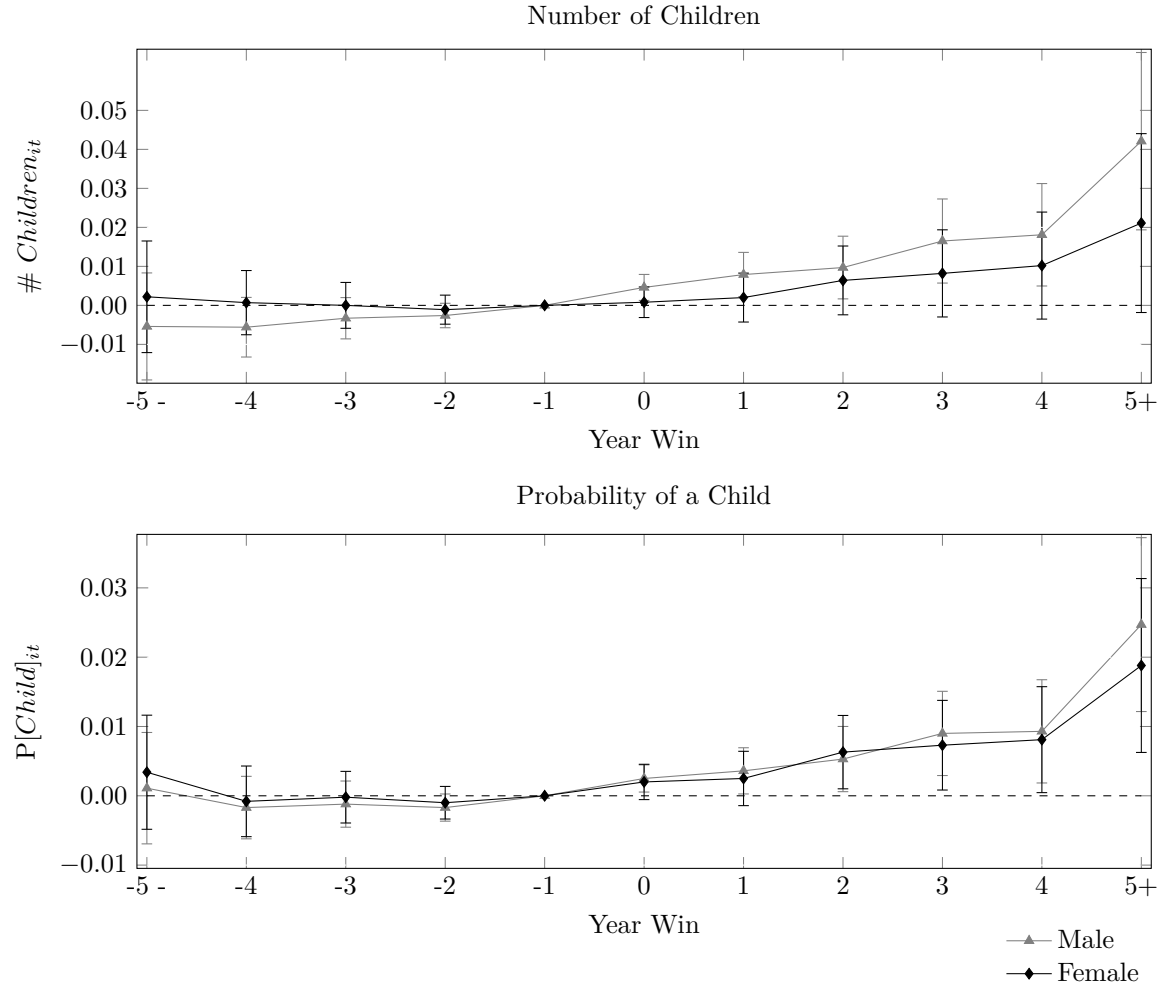 Number of Children
# Children_it
0.05
0.04
0.03
0.02
0.01
0.00
−0.01
-5 - -4 -3 -2 -1 0 1 2 3 4 5+
Year Win
Probability of a Child
P[Child]_it
0.03
0.02
0.01
0.00
−0.01
-5 - -4 -3 -2 -1 0 1 2 3 4 5+
Year Win
Male
Female